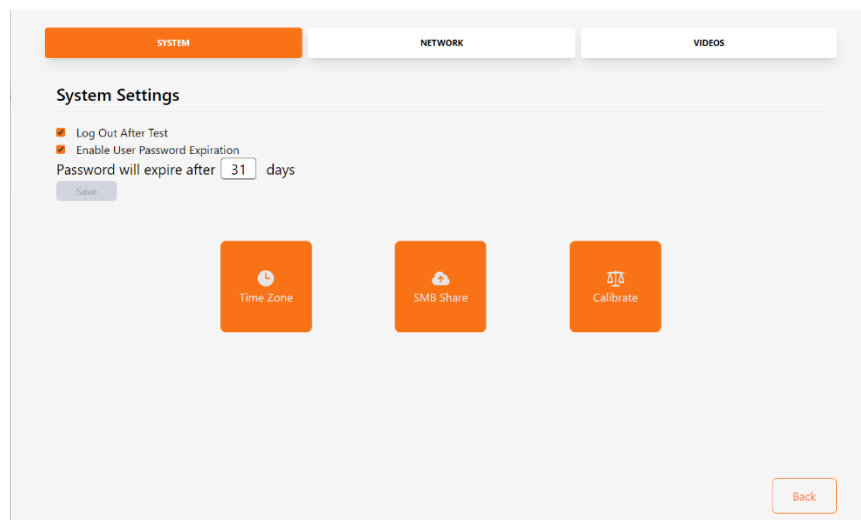 SYSTEM NETWORK VIDEOS
System Settings
Log Out After Test
Enable User Password Expiration
Password will expire after 31 days
Save
Time Zone SMB Share Calibrate
Back